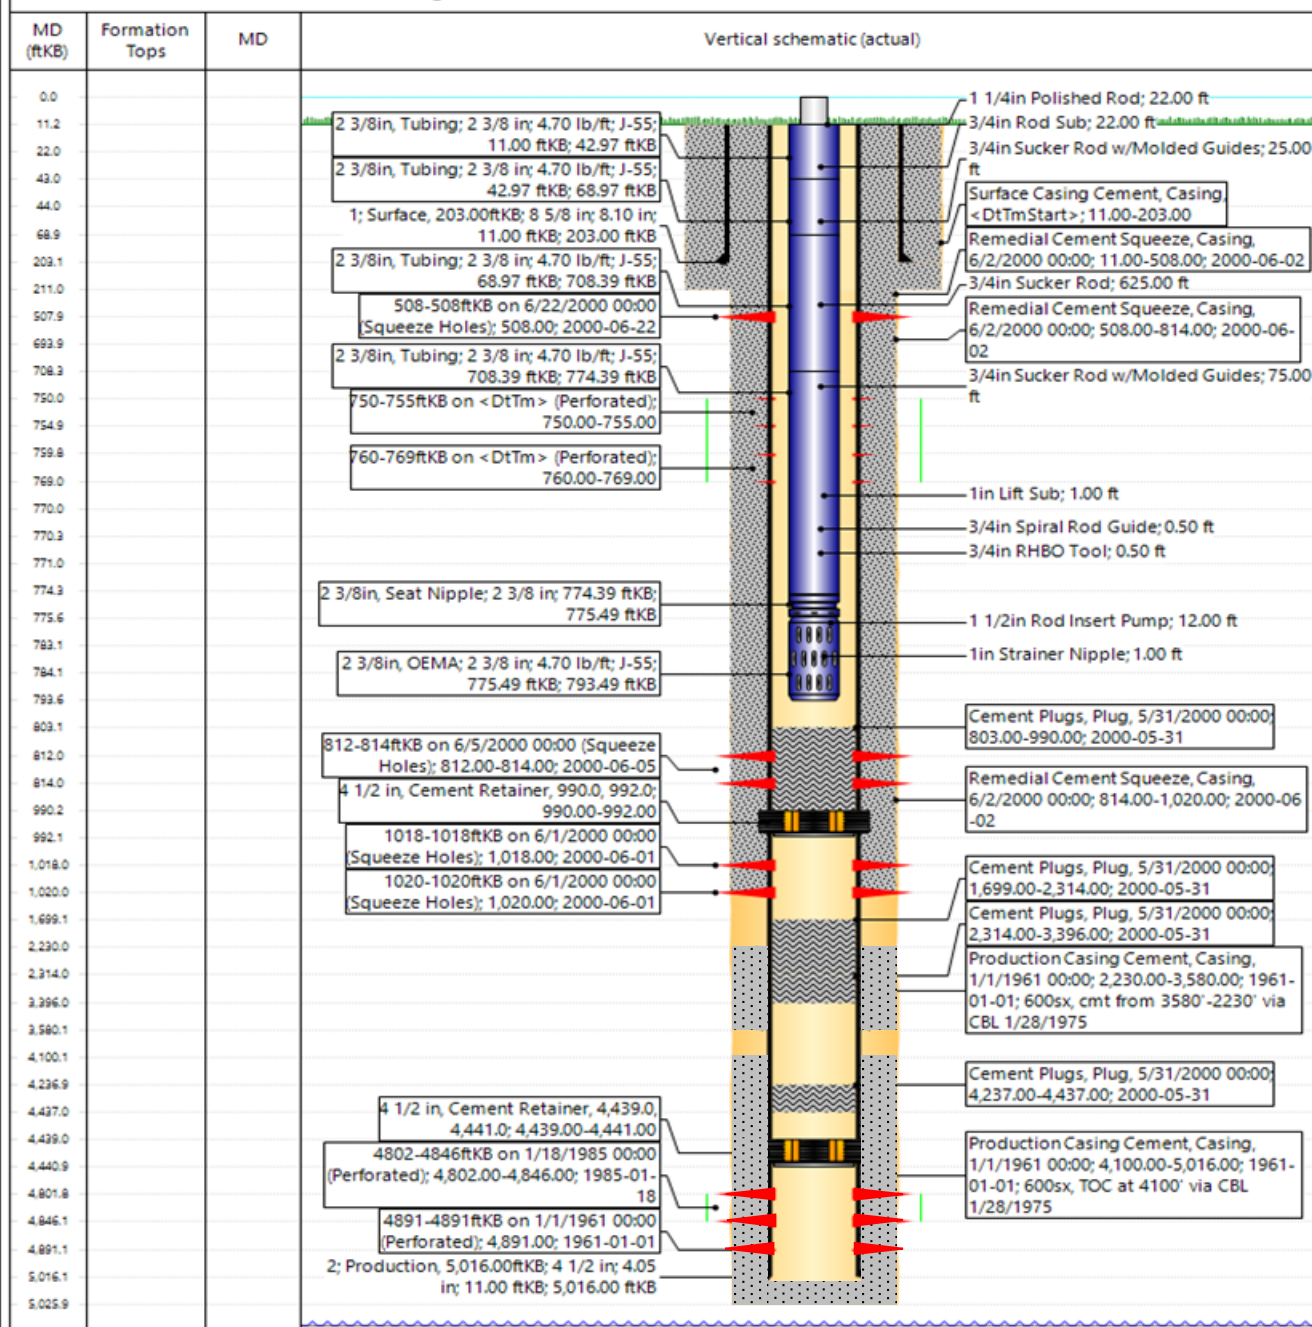 MD
(ftKB)
Formation
Tops
MD
Vertical schematic (actual)
0.0
11.2
22.0
43.0
44.0
68.9
203.1
211.0
507.9
693.9
708.3
750.0
754.9
759.8
769.0
770.0
770.3
771.0
774.3
775.6
783.1
784.1
793.6
803.1
812.0
814.0
990.2
992.1
1,018.0
1,020.0
1,699.1
2,230.0
2,314.0
3,396.0
3,580.1
4,100.1
4,236.9
4,437.0
4,439.0
4,440.9
4,801.8
4,846.1
4,891.1
5,016.1
5,025.9
2 3/8in, Tubing; 2 3/8 in; 4.70 lb/ft; J-55;
11.00 ftKB; 42.97 ftKB
2 3/8in, Tubing; 2 3/8 in; 4.70 lb/ft; J-55;
42.97 ftKB; 68.97 ftKB
1; Surface, 203.00ftKB; 8 5/8 in; 8.10 in;
11.00 ftKB; 203.00 ftKB
2 3/8in, Tubing; 2 3/8 in; 4.70 lb/ft; J-55;
68.97 ftKB; 708.39 ftKB
508-508ftKB on 6/22/2000 00:00
(Squeeze Holes); 508.00; 2000-06-22
2 3/8in, Tubing; 2 3/8 in; 4.70 lb/ft; J-55;
708.39 ftKB; 774.39 ftKB
750-755ftKB on <DtTm> (Perforated);
750.00-755.00
760-769ftKB on <DtTm> (Perforated);
760.00-769.00
2 3/8in, Seat Nipple; 2 3/8 in; 774.39 ftKB;
775.49 ftKB
2 3/8in, OEMA; 2 3/8 in; 4.70 lb/ft; J-55;
775.49 ftKB; 793.49 ftKB
812-814ftKB on 6/5/2000 00:00 (Squeeze
Holes); 812.00-814.00; 2000-06-05
4 1/2 in, Cement Retainer, 990.0, 992.0;
990.00-992.00
1018-1018ftKB on 6/1/2000 00:00
(Squeeze Holes); 1,018.00; 2000-06-01
1020-1020ftKB on 6/1/2000 00:00
(Squeeze Holes); 1,020.00; 2000-06-01
4 1/2 in, Cement Retainer, 4,439.0,
4,441.0; 4,439.00-4,441.00
4802-4846ftKB on 1/18/1985 00:00
(Perforated); 4,802.00-4,846.00; 1985-01-
18
4891-4891ftKB on 1/1/1961 00:00
(Perforated); 4,891.00; 1961-01-01
2; Production, 5,016.00ftKB; 4 1/2 in; 4.05
in; 11.00 ftKB; 5,016.00 ftKB
1 1/4in Polished Rod; 22.00 ft
3/4in Rod Sub; 22.00 ft
3/4in Sucker Rod w/Molded Guides; 25.00
ft
Surface Casing Cement, Casing,
<DtTmStart>; 11.00-203.00
Remedial Cement Squeeze, Casing,
6/2/2000 00:00; 11.00-508.00; 2000-06-02
3/4in Sucker Rod; 625.00 ft
Remedial Cement Squeeze, Casing,
6/2/2000 00:00; 508.00-814.00; 2000-06-
02
3/4in Sucker Rod w/Molded Guides; 75.00
ft
1in Lift Sub; 1.00 ft
3/4in Spiral Rod Guide; 0.50 ft
3/4in RHBO Tool; 0.50 ft
1 1/2in Rod Insert Pump; 12.00 ft
1in Strainer Nipple; 1.00 ft
Cement Plugs, Plug, 5/31/2000 00:00;
803.00-990.00; 2000-05-31
Remedial Cement Squeeze, Casing,
6/2/2000 00:00; 814.00-1,020.00; 2000-06
-02
Cement Plugs, Plug, 5/31/2000 00:00;
1,699.00-2,314.00; 2000-05-31
Cement Plugs, Plug, 5/31/2000 00:00;
2,314.00-3,396.00; 2000-05-31
Production Casing Cement, Casing,
1/1/1961 00:00; 2,230.00-3,580.00; 1961-
01-01; 600sx, cmt from 3580'-2230' via
CBL 1/28/1975
Cement Plugs, Plug, 5/31/2000 00:00;
4,237.00-4,437.00; 2000-05-31
Production Casing Cement, Casing,
1/1/1961 00:00; 4,100.00-5,016.00; 1961-
01-01; 600sx, TOC at 4100' via CBL
1/28/1975